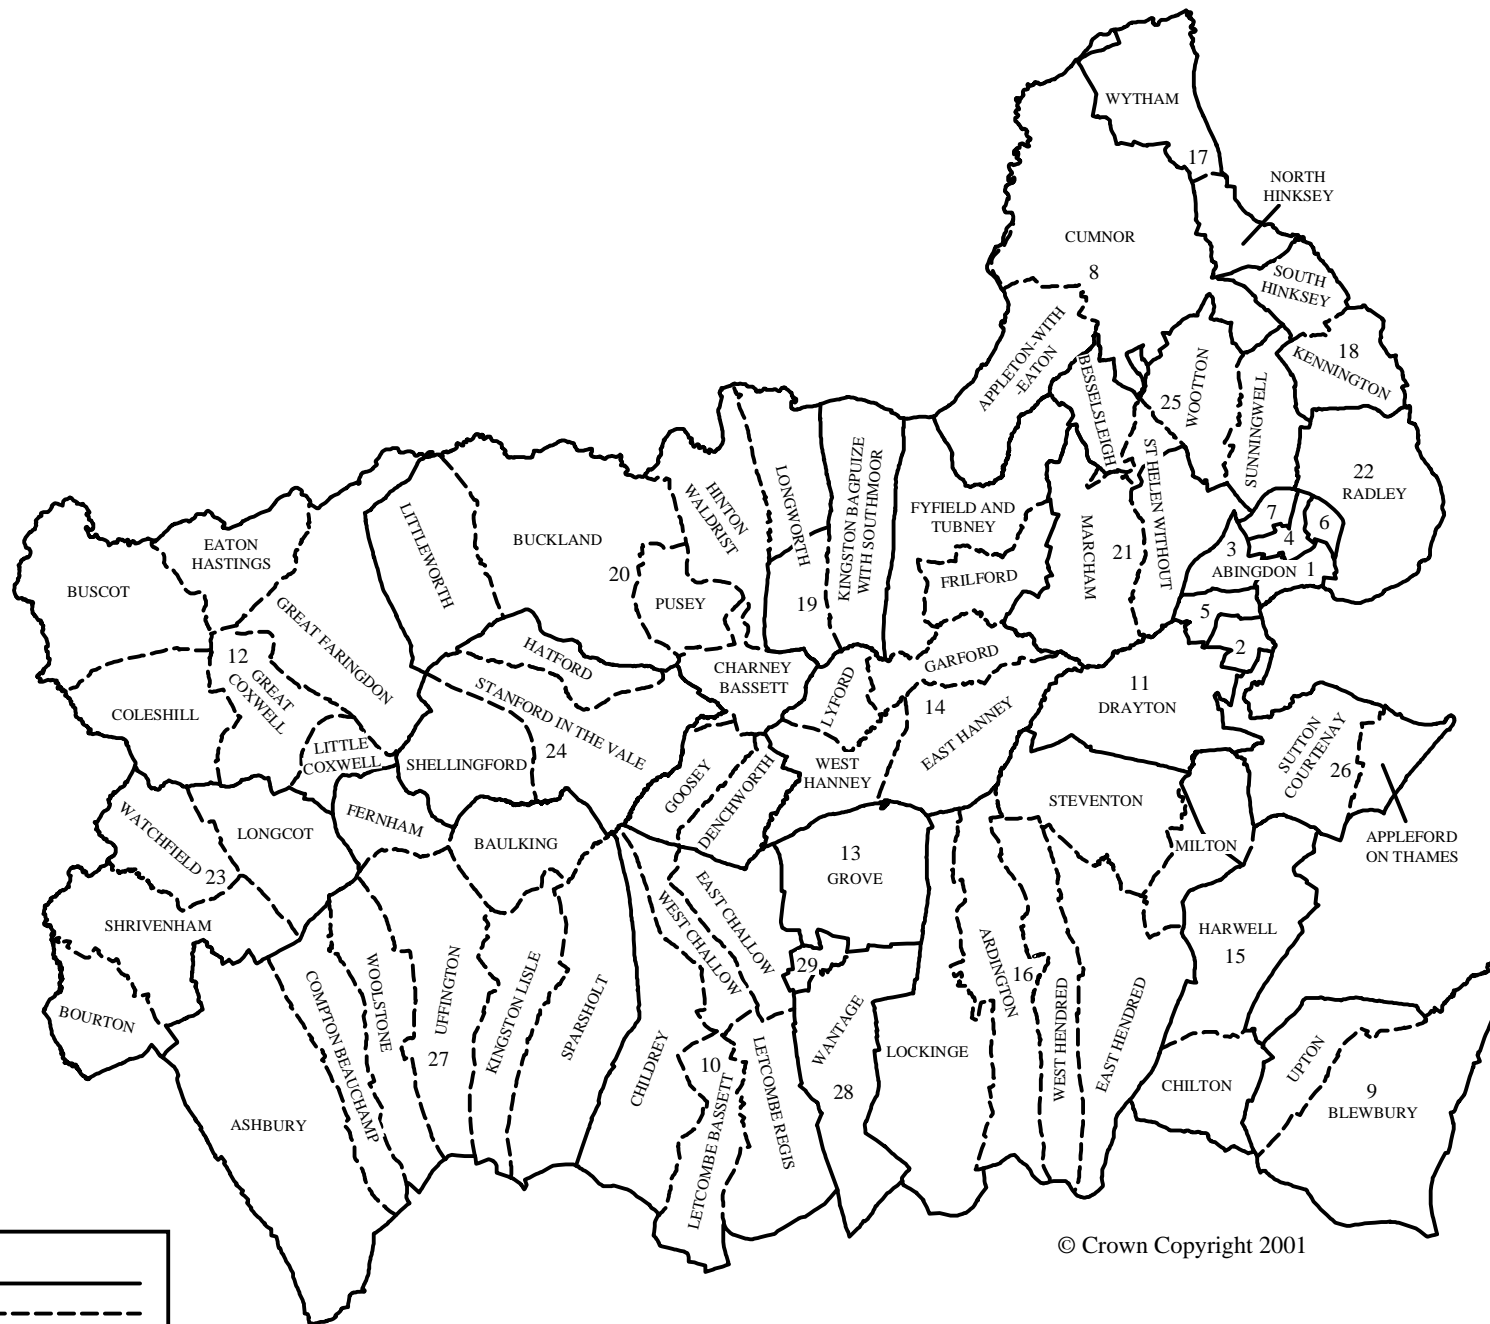 WYTHAM
17
NORTH
HINKSEY
CUMNOR
8
SOUTH
HINKSEY
APPLETON-WITH
-EATON
BESSELSLEIGH
WOOTTON
25
SUNNINGWELL
18
KENNINGTON
22
RADLEY
HINTON
WALDRIST
LONGWORTH
19
KINGSTON BAGPUIZE
WITH SOUTHMOOR
FYFIELD AND
TUBNEY
FRILFORD
MARCHAM
21
ST HELEN WITHOUT
7
6
4
3
ABINGDON
1
5
2
BUSCOT
EATON
HASTINGS
LITTLEWORTH
BUCKLAND
20
PUSEY
GREAT FARINGDON
12
GREAT
COXWELL
COLESHILL
LITTLE
COXWELL
HATFORD
STANFORD IN THE VALE
24
SHELLINGFORD
CHARNEY
BASSETT
LYFORD
GARFORD
14
EAST HANNEY
WEST
HANNEY
11
DRAYTON
SUTTON
COURTENAY
26
APPLEFORD
ON THAMES
GOOSEY
DENCHWORTH
STEVENTON
MILTON
WATCHFIELD
23
LONGCOT
FERNHAM
BAULKING
13
GROVE
SHRIVENHAM
BOURTON
HARWELL
15
EAST CHALLOW
WEST CHALLOW
29
ARDINGTON
16
WEST HENDRED
EAST HENDRED
COMPTON BEAUCHAMP
WOOLSTONE
UFFINGTON
27
KINGSTON LISLE
SPARSHOLT
CHILDREY
10
LETCOMBE BASSETT
LETCOMBE REGIS
WANTAGE
28
LOCKINGE
CHILTON
UPTON
9
BLEWBURY
ASHBURY
© Crown Copyright 2001